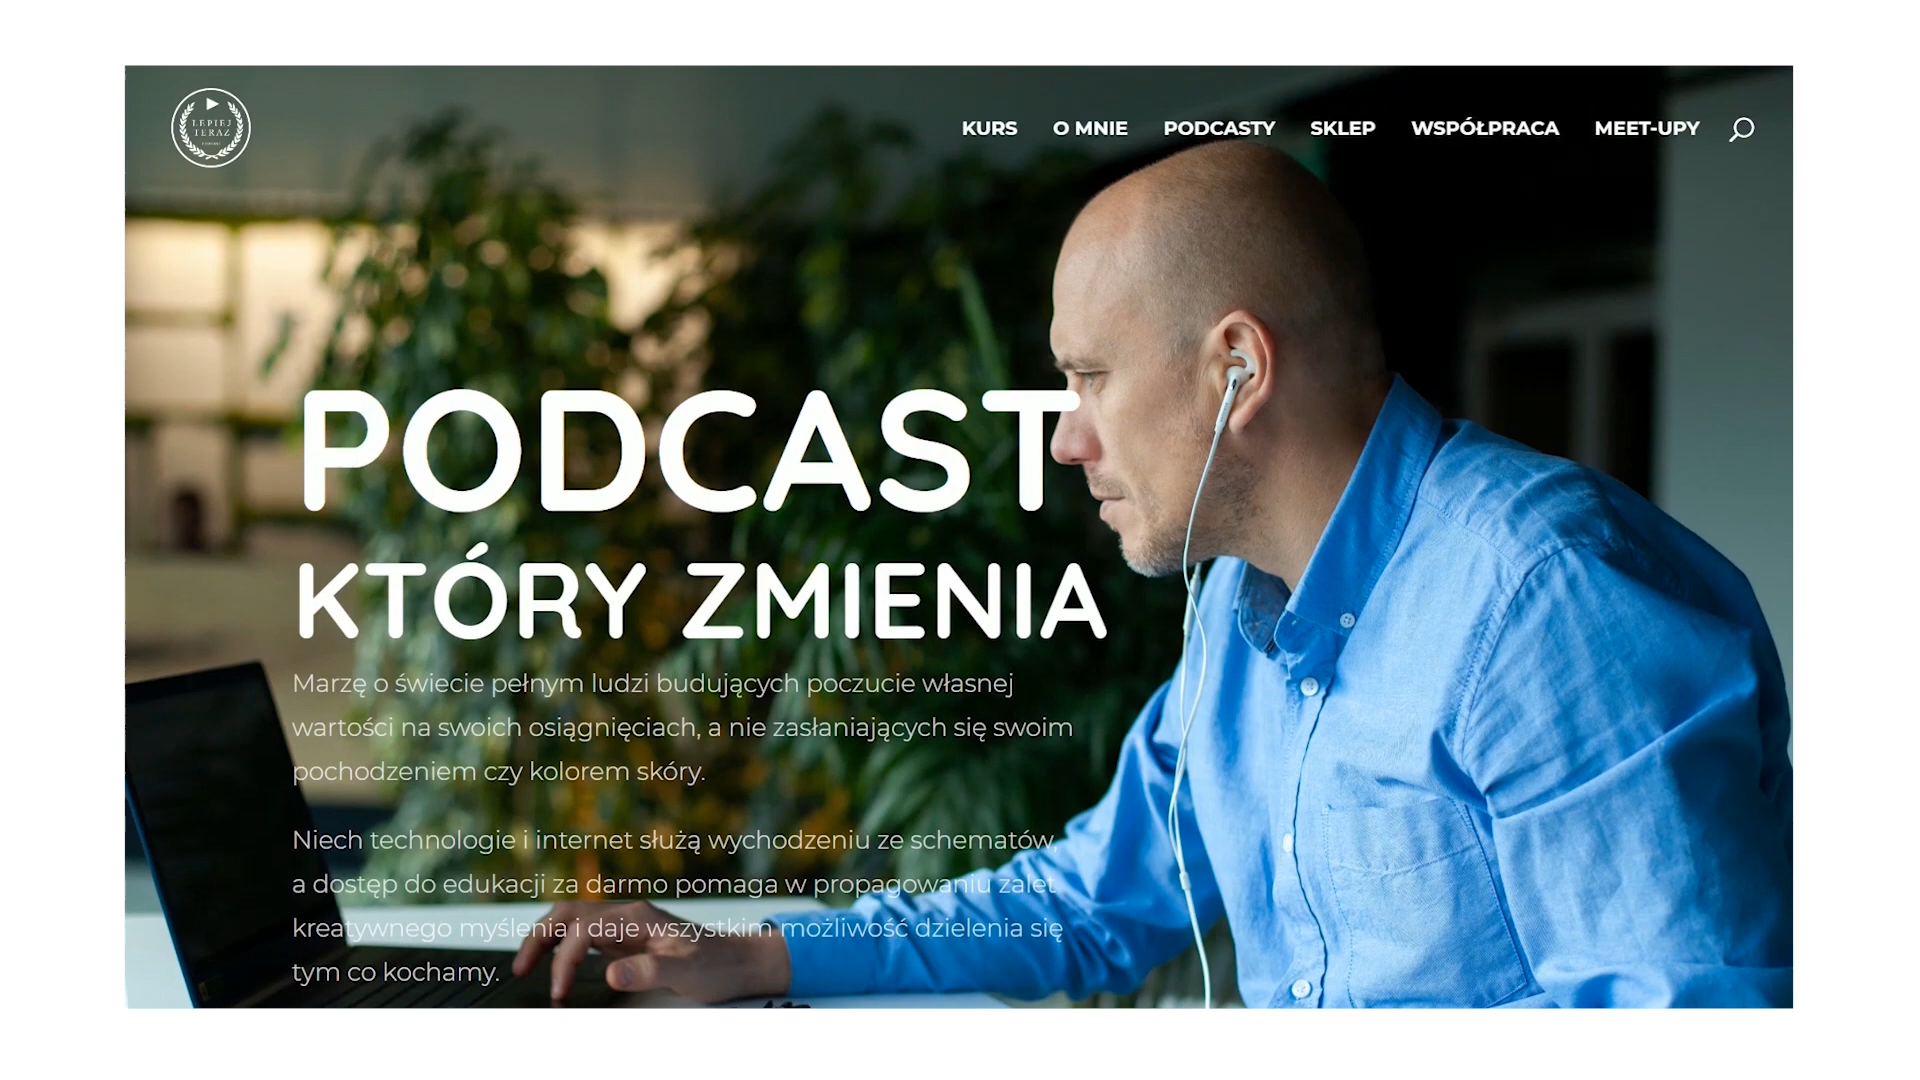 LEPIEJ
TERAZ
KURS O MNIE PODCASTY SKLEP WSPÓŁPRACA MEET-UPY
PODCAST
KTÓRY ZMIENIA
Marzę o świecie pełnym ludzi budujących poczucie własnej
wartości na swoich osiągnięciach, a nie zasłaniających się swoim
pochodzeniem czy kolorem skóry.
Niech technologie i internet służą wychodzeniu ze schematów,
a dostęp do edukacji za darmo pomaga w propagowaniu zalet
kreatywnego myślenia i daje wszystkim możliwość dzielenia się
tym co kochamy.